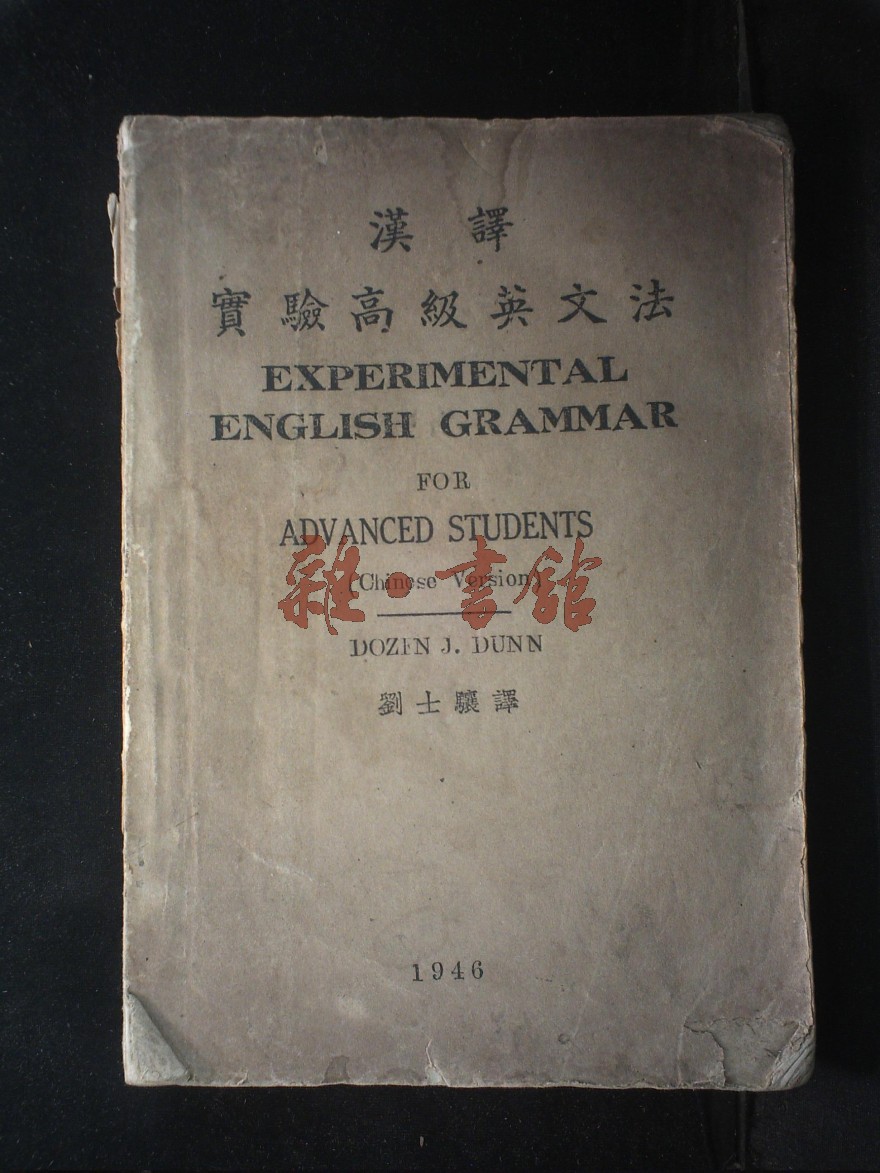 漢譯
實驗高級英文法
EXPERIMENTAL
ENGLISH GRAMMAR
FOR
ADVANCED STUDENTS
(Chinese Version)
雜·書館
DOZEN J. DUNN
劉士驤譯
1946